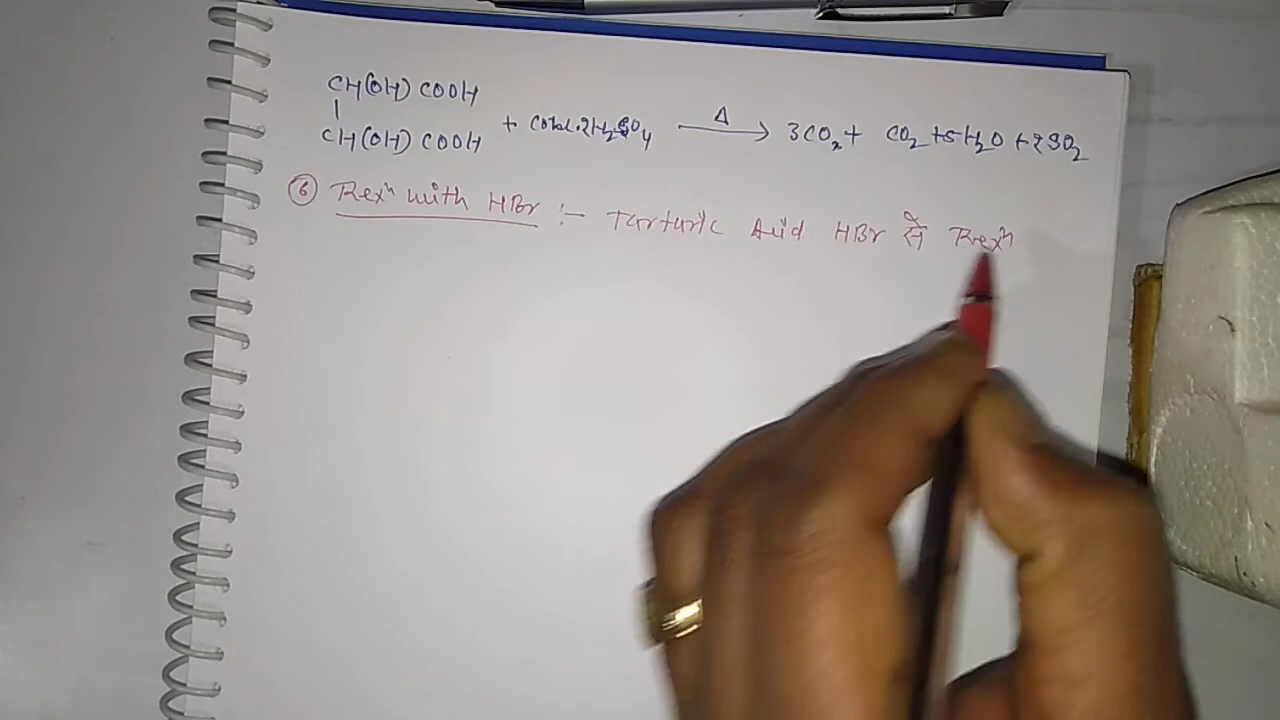 CH(OH) COOH
|
CH(OH) COOH + Conc.2H₂SO₄ —Δ→ 3CO₂ + CO₂ + 5H₂O + 2SO₂
⑥ Rexⁿ with HBr :- Tarturic Acid HBr से Rexⁿ